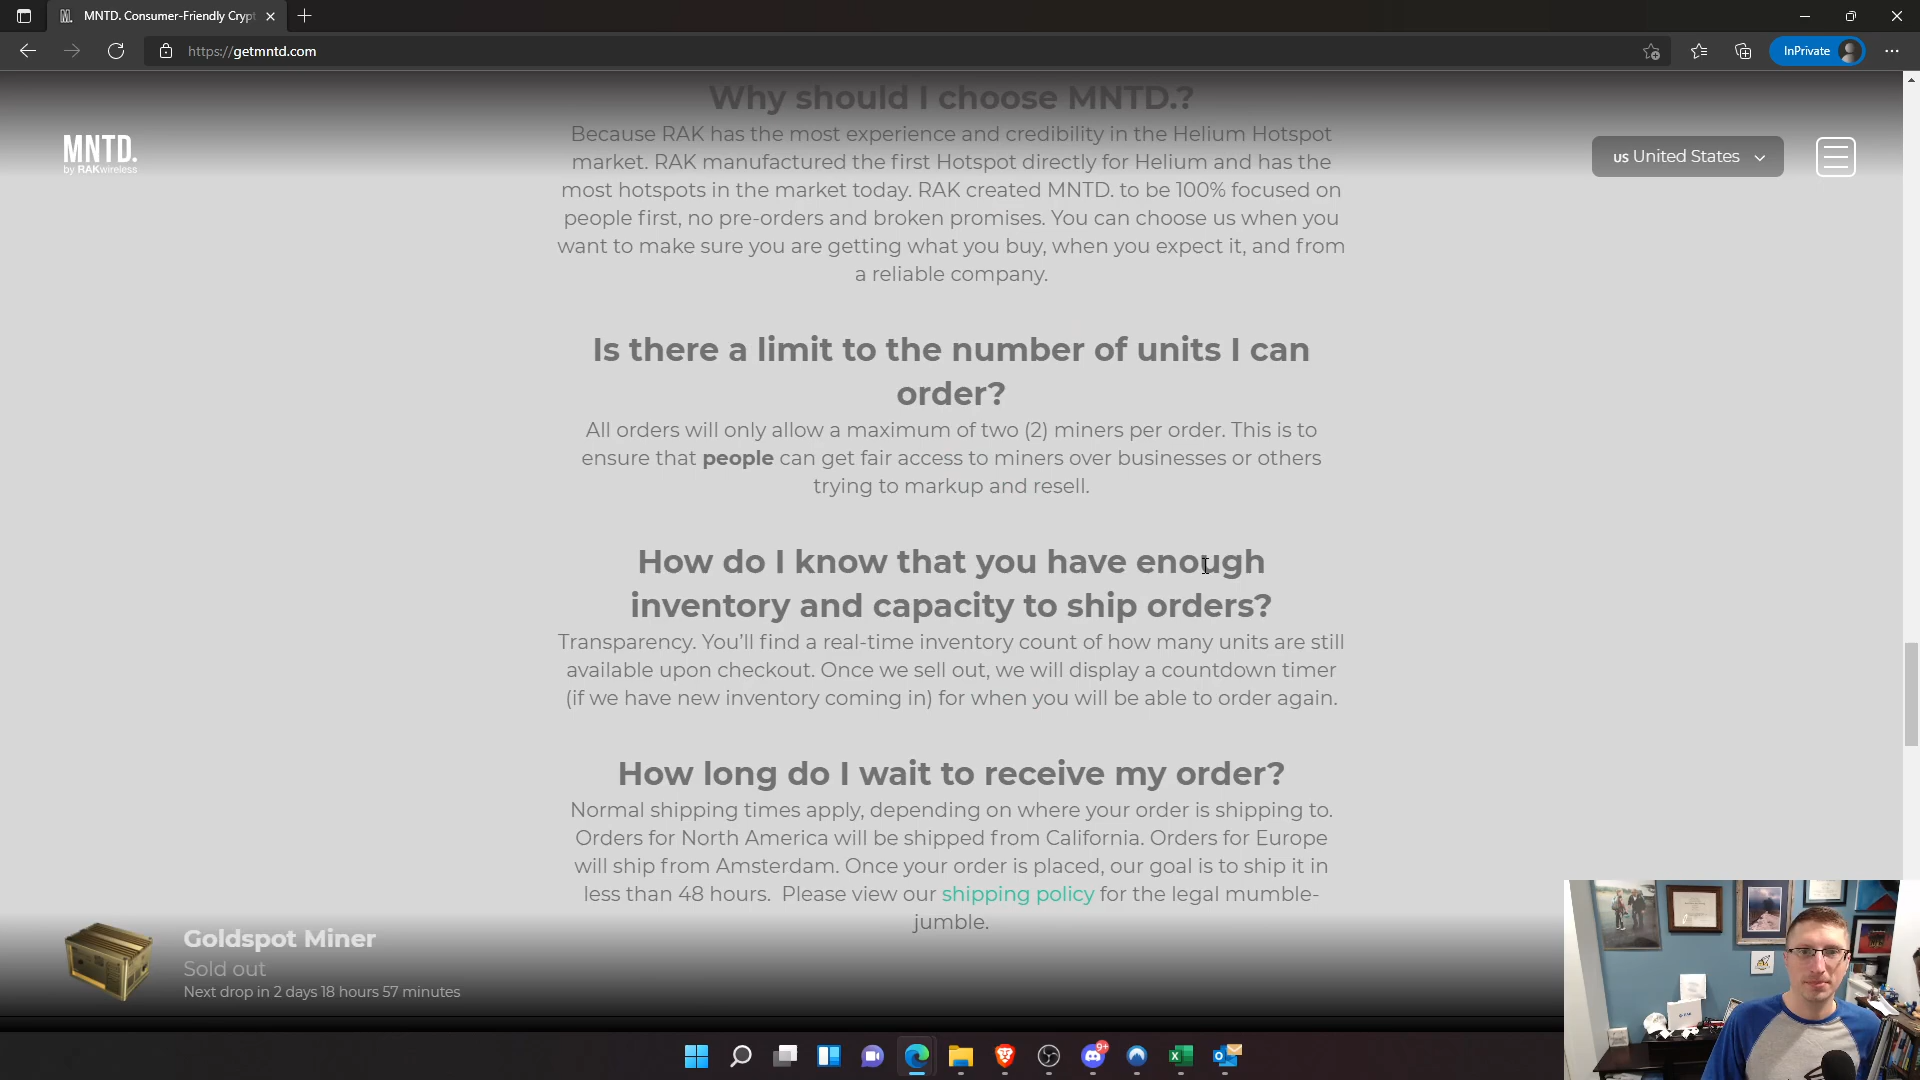 MNTD. Consumer-Friendly Crypt
https://getmntd.com
InPrivate
Why should I choose MNTD.?
MNTD.
by RAKwireless
US United States
Because RAK has the most experience and credibility in the Helium Hotspot
market. RAK manufactured the first Hotspot directly for Helium and has the
most hotspots in the market today. RAK created MNTD. to be 100% focused on
people first, no pre-orders and broken promises. You can choose us when you
want to make sure you are getting what you buy, when you expect it, and from
a reliable company.
Is there a limit to the number of units I can
order?
All orders will only allow a maximum of two (2) miners per order. This is to
ensure that people can get fair access to miners over businesses or others
trying to markup and resell.
How do I know that you have enough
inventory and capacity to ship orders?
Transparency. You'll find a real-time inventory count of how many units are still
available upon checkout. Once we sell out, we will display a countdown timer
(if we have new inventory coming in) for when you will be able to order again.
How long do I wait to receive my order?
Normal shipping times apply, depending on where your order is shipping to.
Orders for North America will be shipped from California. Orders for Europe
will ship from Amsterdam. Once your order is placed, our goal is to ship it in
less than 48 hours. Please view our shipping policy for the legal mumble-
jumble.
Goldspot Miner
Sold out
Next drop in 2 days 18 hours 57 minutes
9+